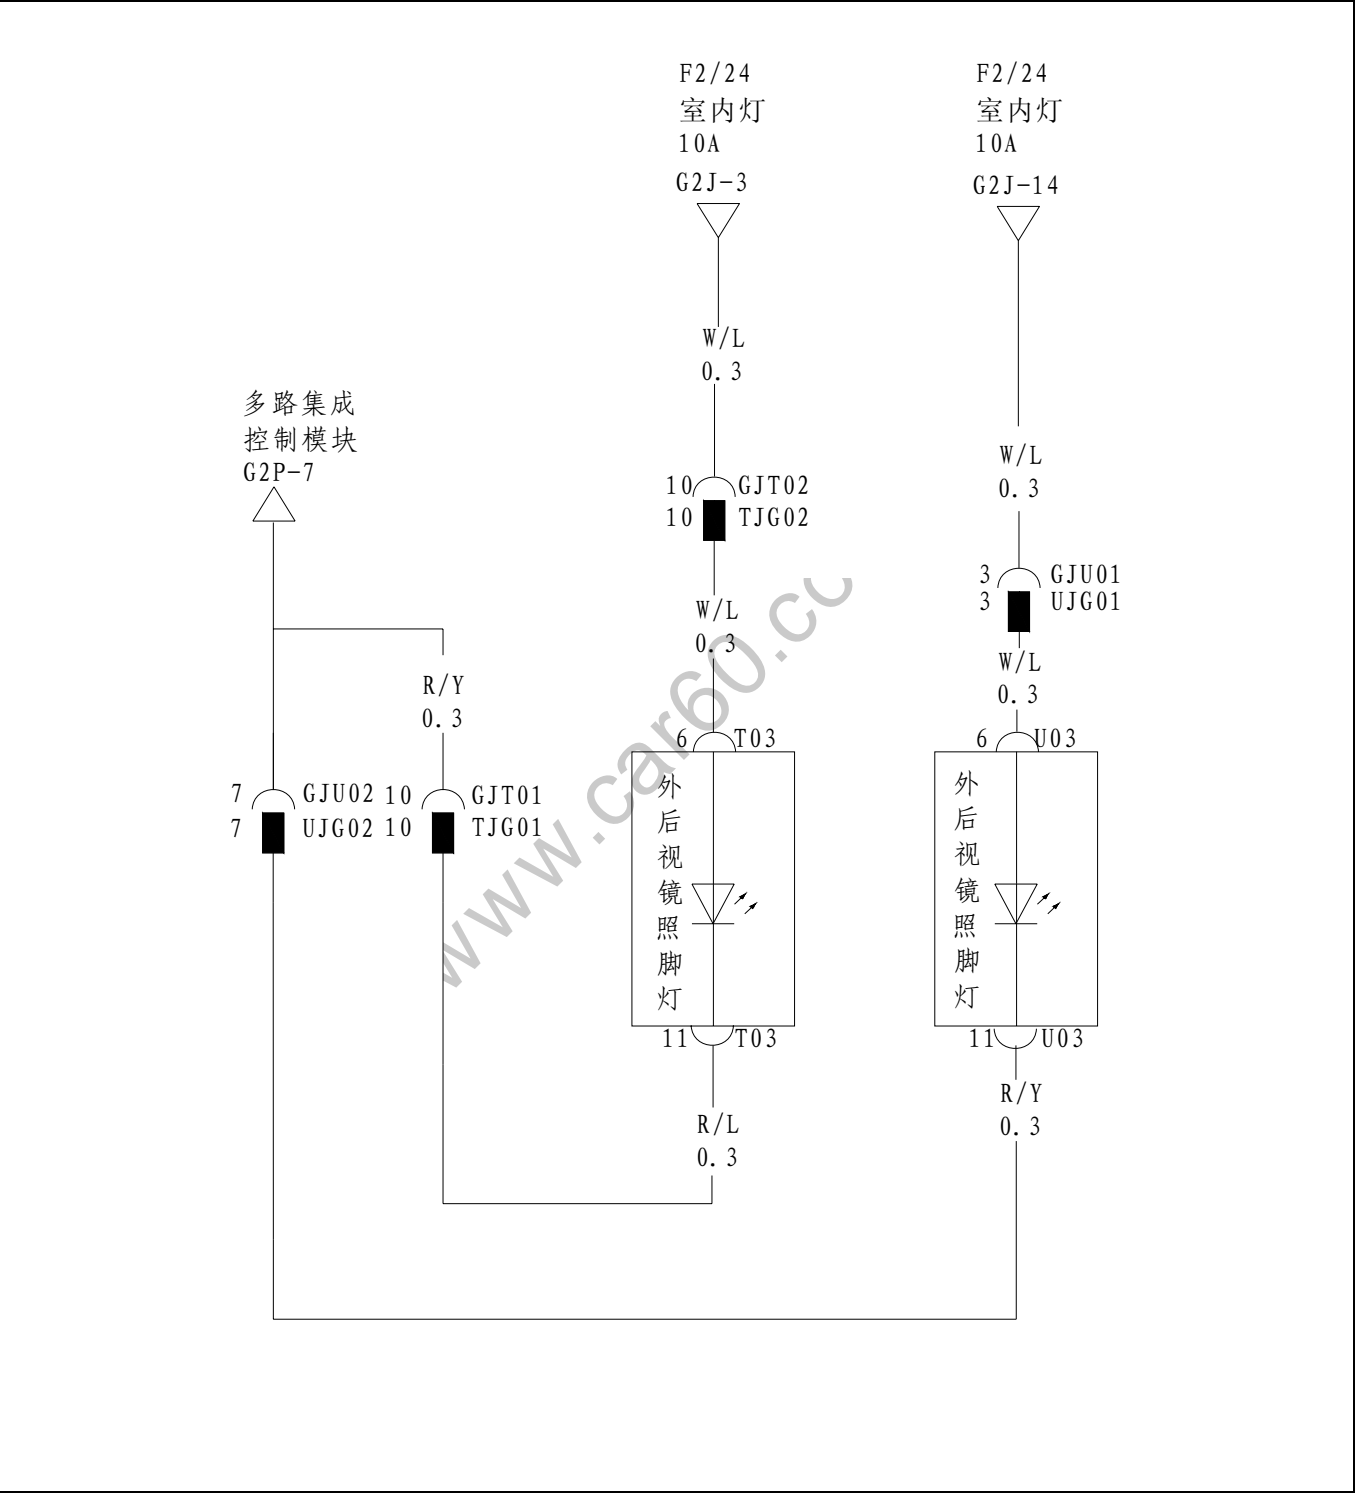 F2/24
室内灯
10A
G2J-3
F2/24
室内灯
10A
G2J-14
W/L
0.3
多路集成
控制模块
G2P-7
W/L
0.3
10 GJT02
10 TJG02
3 GJU01
3 UJG01
W/L
0.3
W/L
0.3
R/Y
0.3
6 T03
6 U03
7 GJU02
7 UJG02
10 GJT01
10 TJG01
外后视镜照脚灯
外后视镜照脚灯
11 T03
11 U03
R/L
0.3
R/Y
0.3
www.car60.co